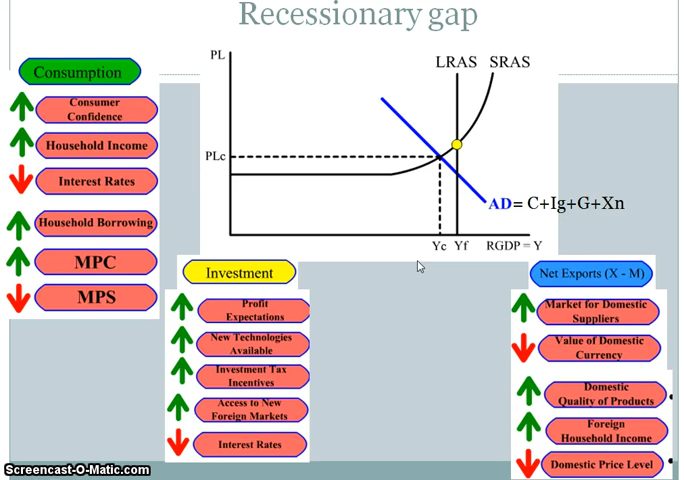 Recessionary gap
Consumption
Consumer
Confidence
Household Income
Interest Rates
Household Borrowing
MPC
MPS
PL
LRAS SRAS
PLc
AD= C+Ig+G+Xn
Yc Yf RGDP = Y
Investment
Profit
Expectations
New Technologies
Available
Investment Tax
Incentives
Access to New
Foreign Markets
Interest Rates
Net Exports (X - M)
Market for Domestic
Suppliers
Value of Domestic
Currency
Domestic
Quality of Products
Foreign
Household Income
Domestic Price Level
Screencast-O-Matic.com